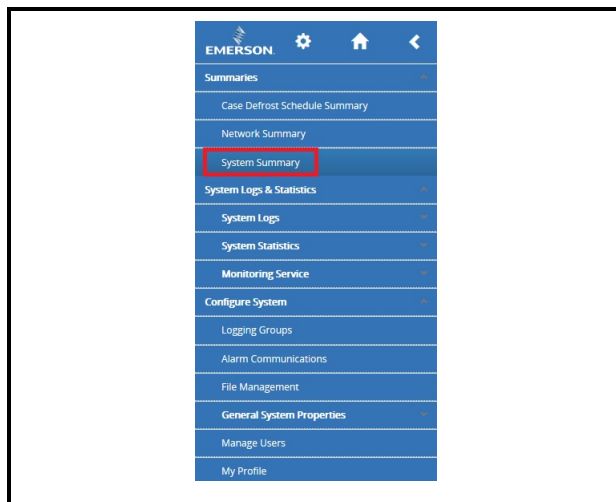 EMERSON
Summaries
Case Defrost Schedule Summary
Network Summary
System Summary
System Logs & Statistics
System Logs
System Statistics
Monitoring Service
Configure System
Logging Groups
Alarm Communications
File Management
General System Properties
Manage Users
My Profile